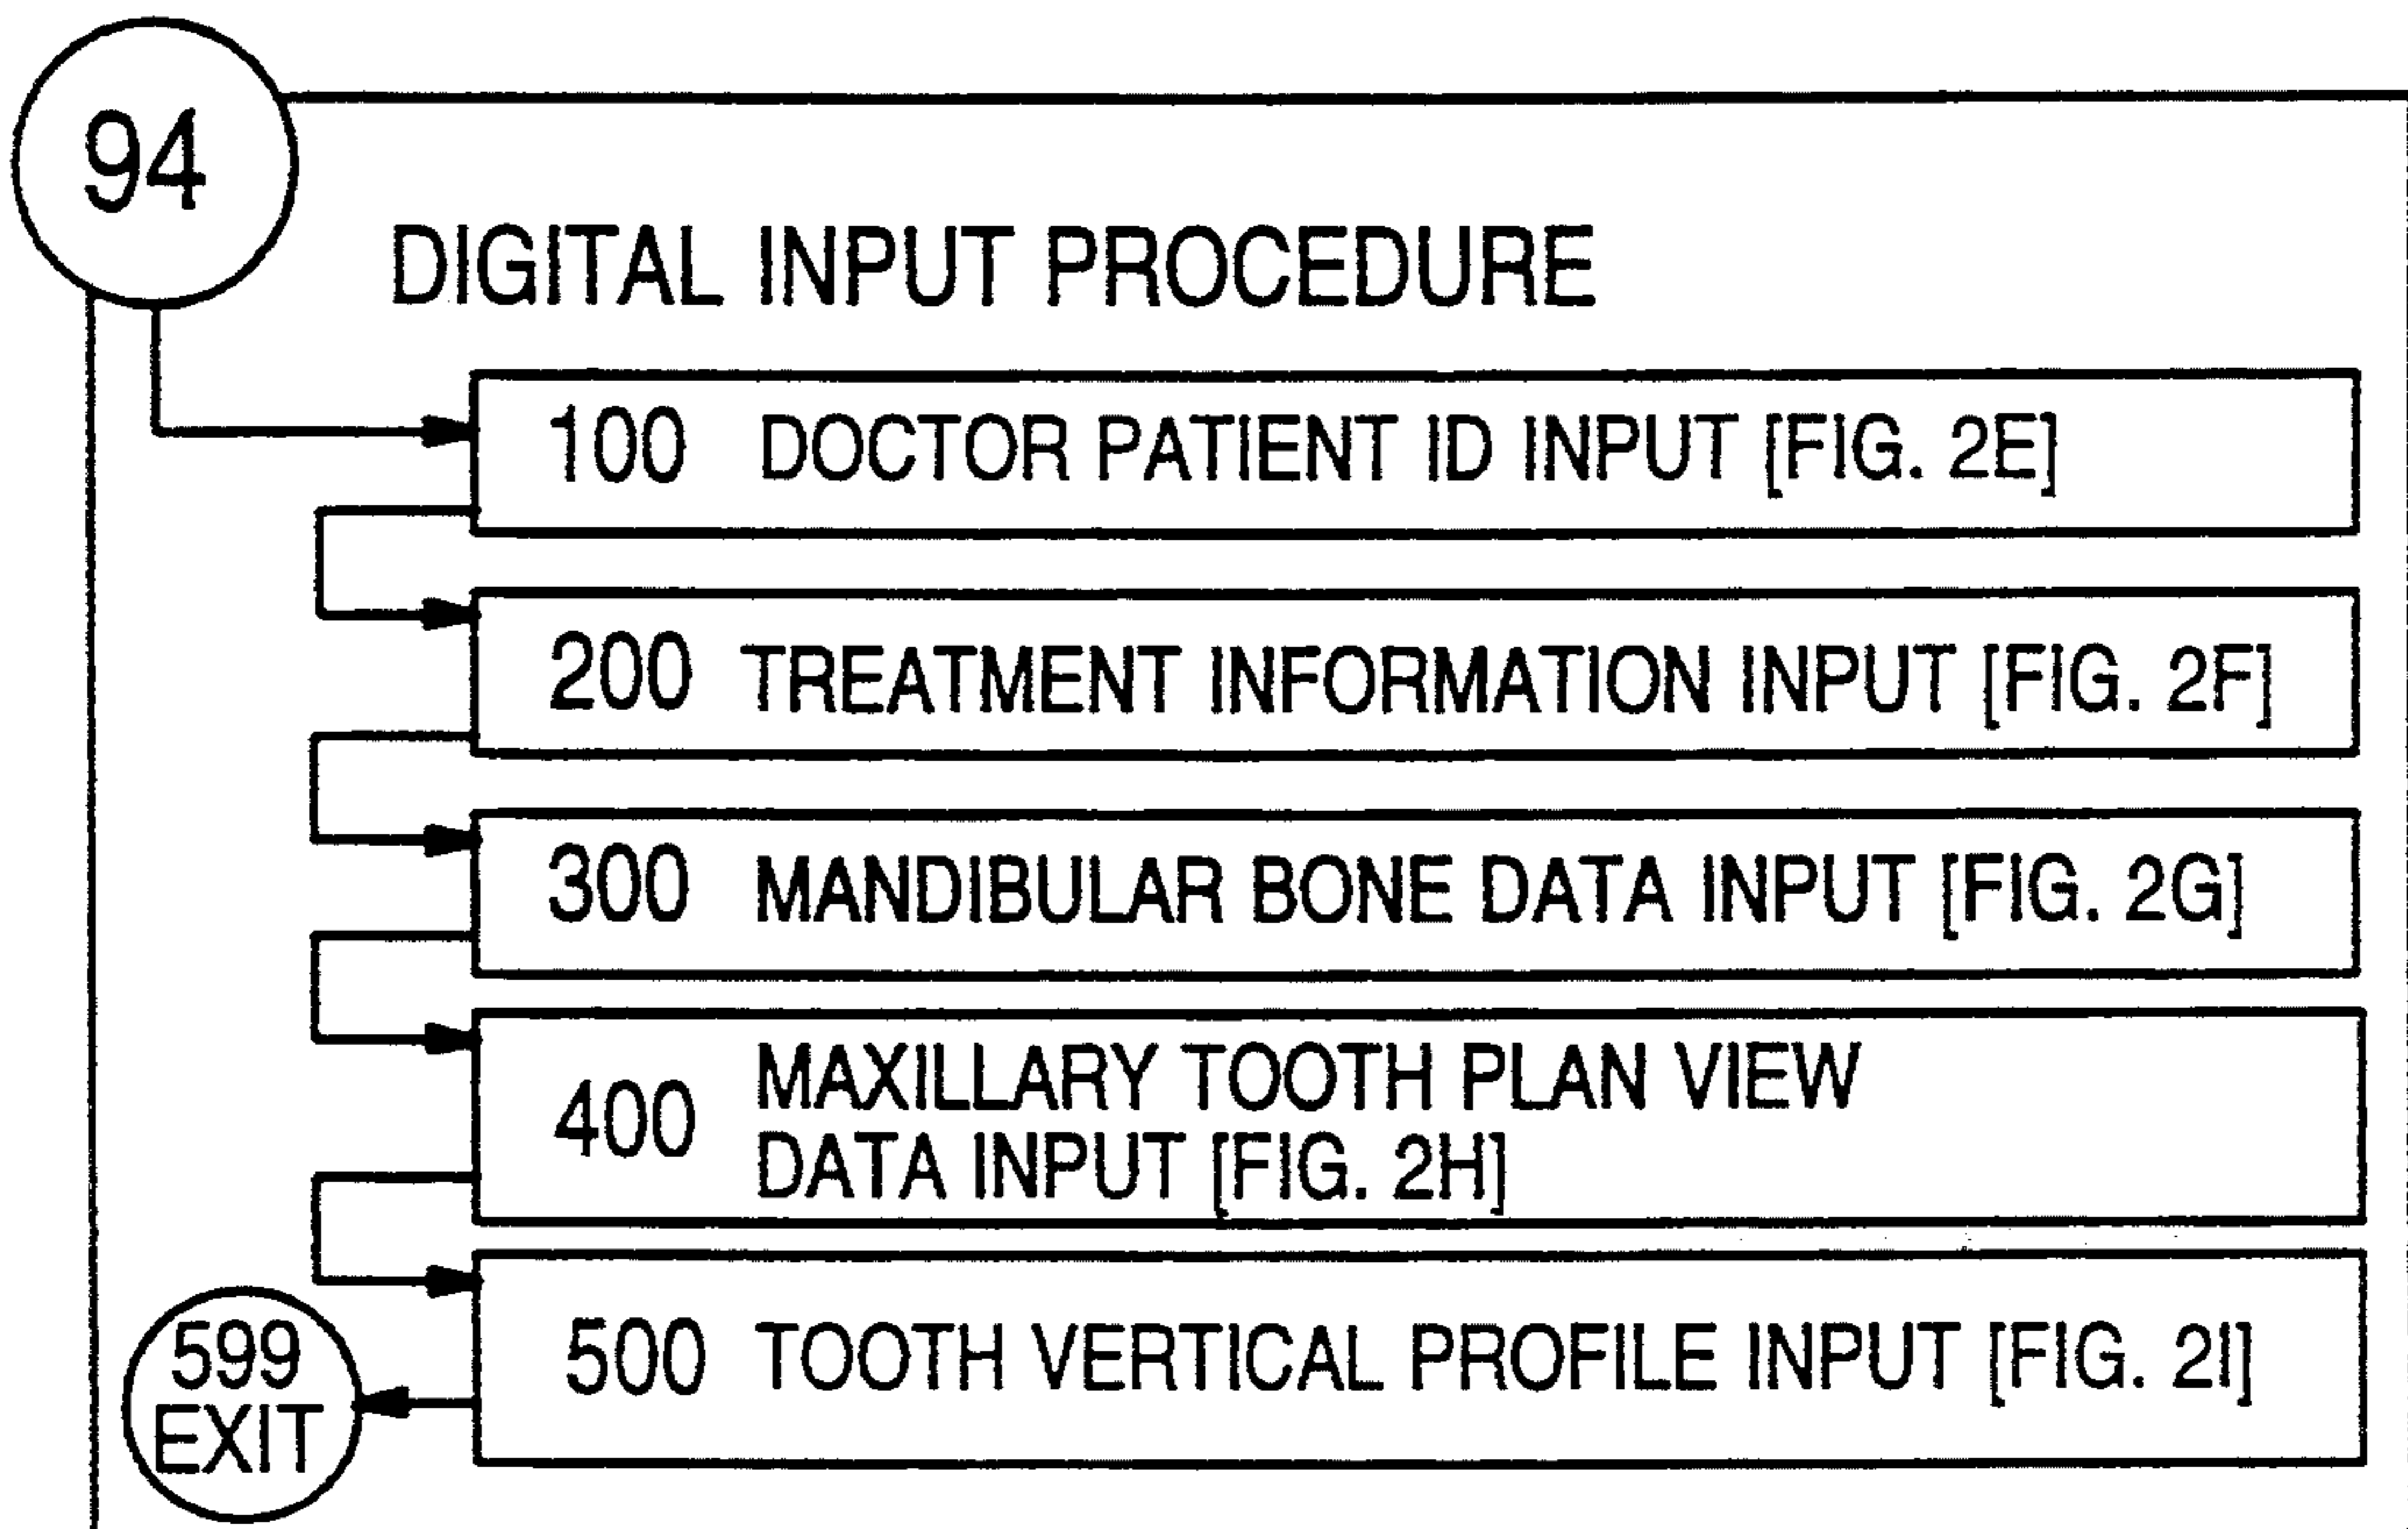 94
DIGITAL INPUT PROCEDURE
100 DOCTOR PATIENT ID INPUT [FIG. 2E]
200 TREATMENT INFORMATION INPUT [FIG. 2F]
300 MANDIBULAR BONE DATA INPUT [FIG. 2G]
400 MAXILLARY TOOTH PLAN VIEW
DATA INPUT [FIG. 2H]
500 TOOTH VERTICAL PROFILE INPUT [FIG. 2I]
599
EXIT